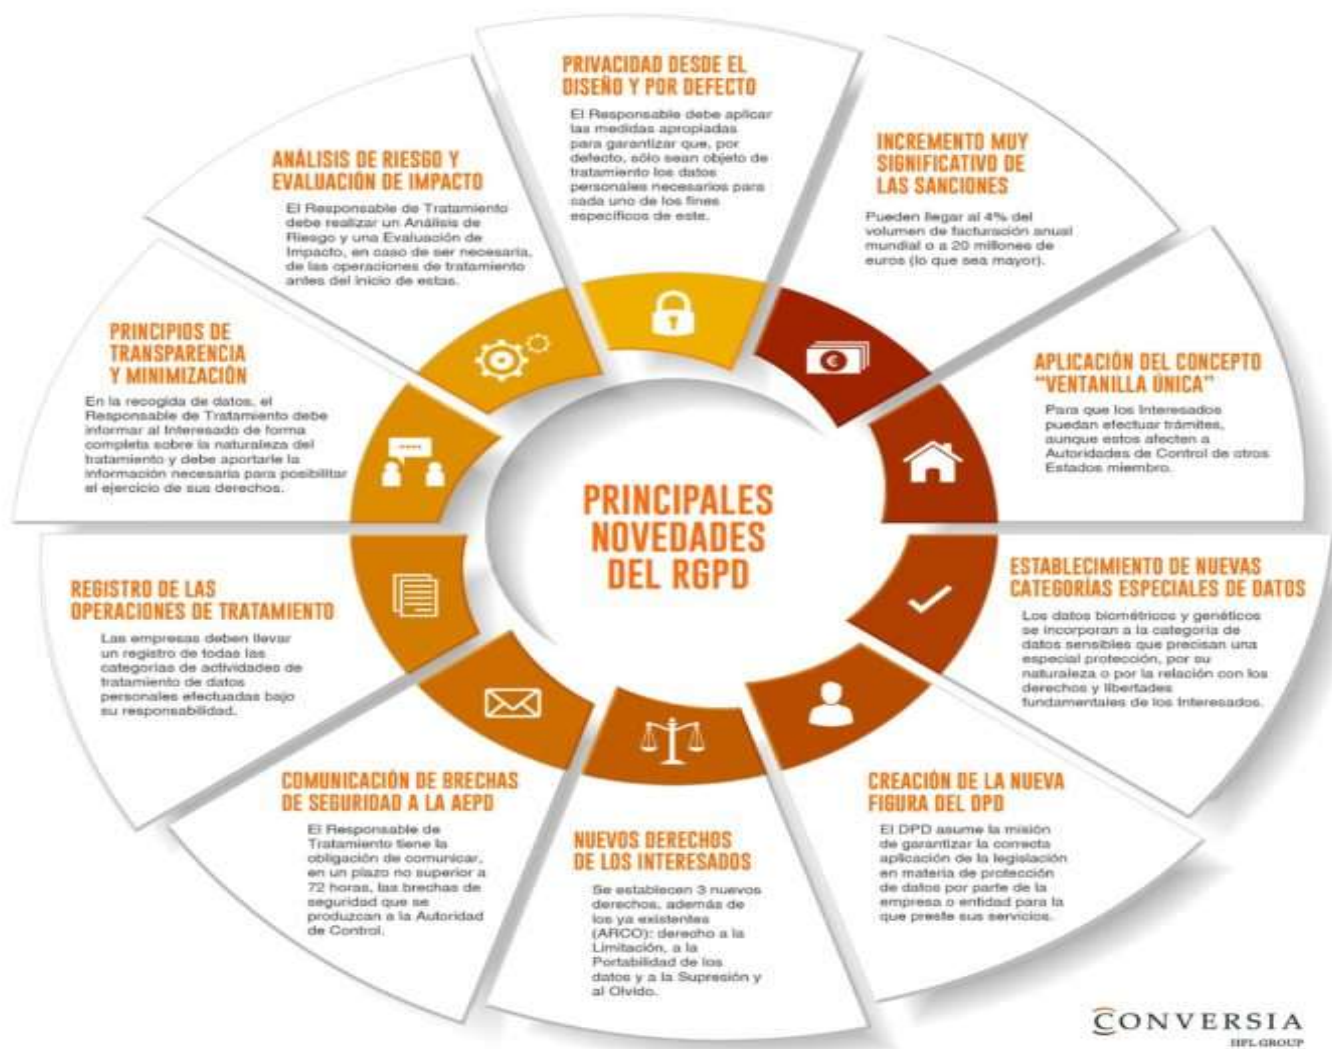 PRINCIPALES
NOVEDADES
DEL RGPD
PRIVACIDAD DESDE EL
DISEÑO Y POR DEFECTO
El Responsable debe aplicar
las medidas apropiadas
para garantizar que, por
defecto, sólo sean objeto de
tratamiento los datos
personales necesarios para
cada uno de los fines
específicos de este.
INCREMENTO MUY
SIGNIFICATIVO DE
LAS SANCIONES
Pueden llegar al 4% del
volumen de facturación anual
mundial o a 20 millones de
euros (lo que sea mayor).
APLICACIÓN DEL CONCEPTO
"VENTANILLA ÚNICA"
Para que los Interesados
puedan efectuar trámites,
aunque estos afecten a
Autoridades de Control de otros
Estados miembro.
ESTABLECIMIENTO DE NUEVAS
CATEGORÍAS ESPECIALES DE DATOS
Los datos biométricos y genéticos
se incorporan a la categoría de
datos sensibles que precisan una
especial protección, por su
naturaleza o por la relación con los
derechos y libertades
fundamentales de los Interesados.
CREACIÓN DE LA NUEVA
FIGURA DEL DPD
El DPD asume la misión
de garantizar la correcta
aplicación de la legislación
en materia de protección
de datos por parte de la
empresa o entidad para la
que preste sus servicios.
NUEVOS DERECHOS
DE LOS INTERESADOS
Se establecen 3 nuevos
derechos, además de
los ya existentes
(ARCO): derecho a la
Limitación, a la
Portabilidad de los
datos y a la Supresión y
al Olvido.
COMUNICACIÓN DE BRECHAS
DE SEGURIDAD A LA AEPD
El Responsable de
Tratamiento tiene la
obligación de comunicar,
en un plazo no superior a
72 horas, las brechas de
seguridad que se
produzcan a la Autoridad
de Control.
REGISTRO DE LAS
OPERACIONES DE TRATAMIENTO
Las empresas deben llevar
un registro de todas las
categorías de actividades de
tratamiento de datos
personales efectuadas bajo
su responsabilidad.
PRINCIPIOS DE
TRANSPARENCIA
Y MINIMIZACIÓN
En la recogida de datos, el
Responsable de Tratamiento debe
informar al Interesado de forma
completa sobre la naturaleza del
tratamiento y debe aportarle la
información necesaria para posibilitar
el ejercicio de sus derechos.
ANÁLISIS DE RIESGO Y
EVALUACIÓN DE IMPACTO
El Responsable de Tratamiento
debe realizar un Análisis de
Riesgo y una Evaluación de
Impacto, en caso de ser necesaria,
de las operaciones de tratamiento
antes del inicio de estas.
CONVERSIA
HPL GROUP